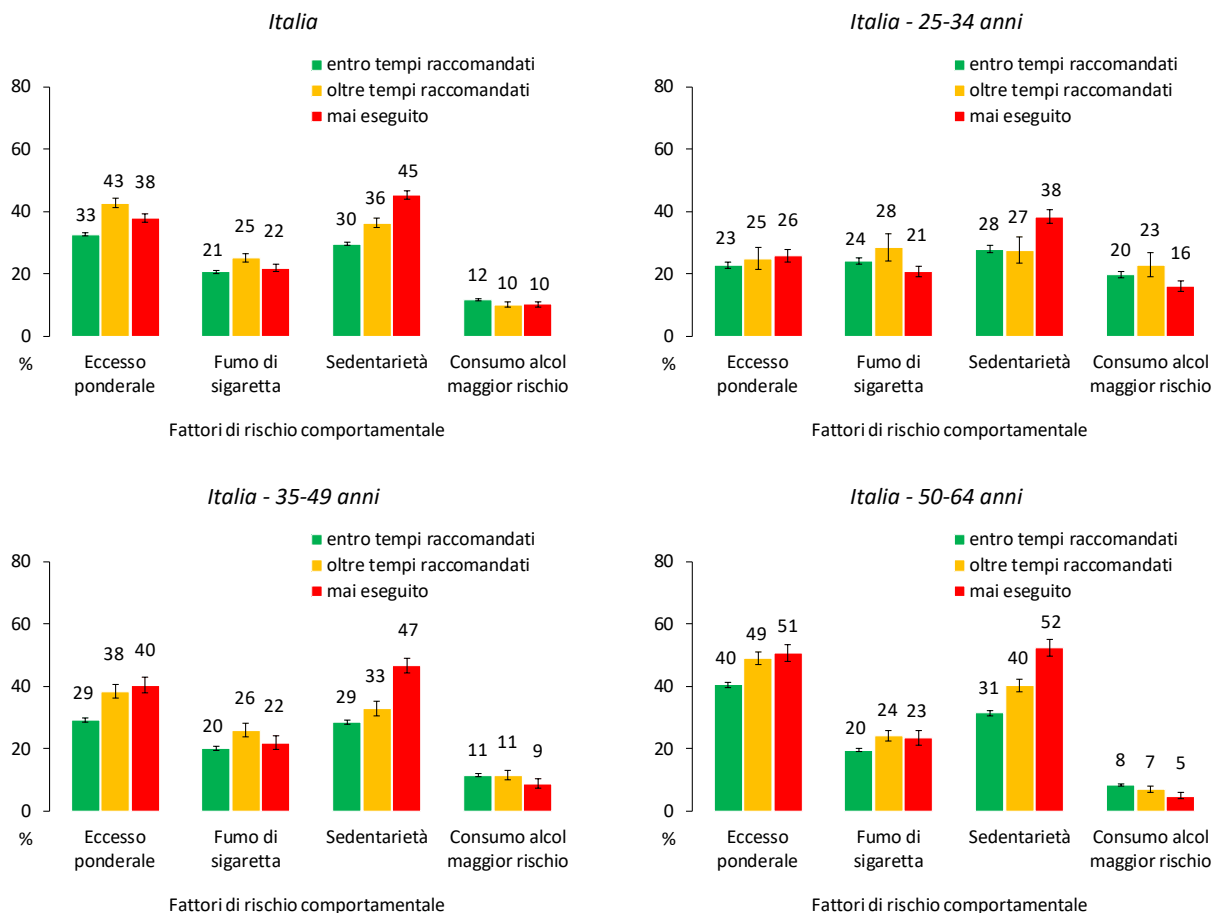 Italia
entro tempi raccomandati
oltre tempi raccomandati
mai eseguito
80
60
40
20
0
%
33
43
38
21
25
22
30
36
45
12
10
10
Eccesso
ponderale
Fumo di
sigaretta
Sedentarietà
Consumo alcol
maggior rischio
Fattori di rischio comportamentale
Italia - 25-34 anni
entro tempi raccomandati
oltre tempi raccomandati
mai eseguito
80
60
40
20
0
%
23
25
26
24
28
21
28
27
38
20
23
16
Eccesso
ponderale
Fumo di
sigaretta
Sedentarietà
Consumo alcol
maggior rischio
Fattori di rischio comportamentale
Italia - 35-49 anni
entro tempi raccomandati
oltre tempi raccomandati
mai eseguito
80
60
40
20
0
%
29
38
40
20
26
22
29
33
47
11
11
9
Eccesso
ponderale
Fumo di
sigaretta
Sedentarietà
Consumo alcol
maggior rischio
Fattori di rischio comportamentale
Italia - 50-64 anni
entro tempi raccomandati
oltre tempi raccomandati
mai eseguito
80
60
40
20
0
%
40
49
51
20
24
23
31
40
52
8
7
5
Eccesso
ponderale
Fumo di
sigaretta
Sedentarietà
Consumo alcol
maggior rischio
Fattori di rischio comportamentale